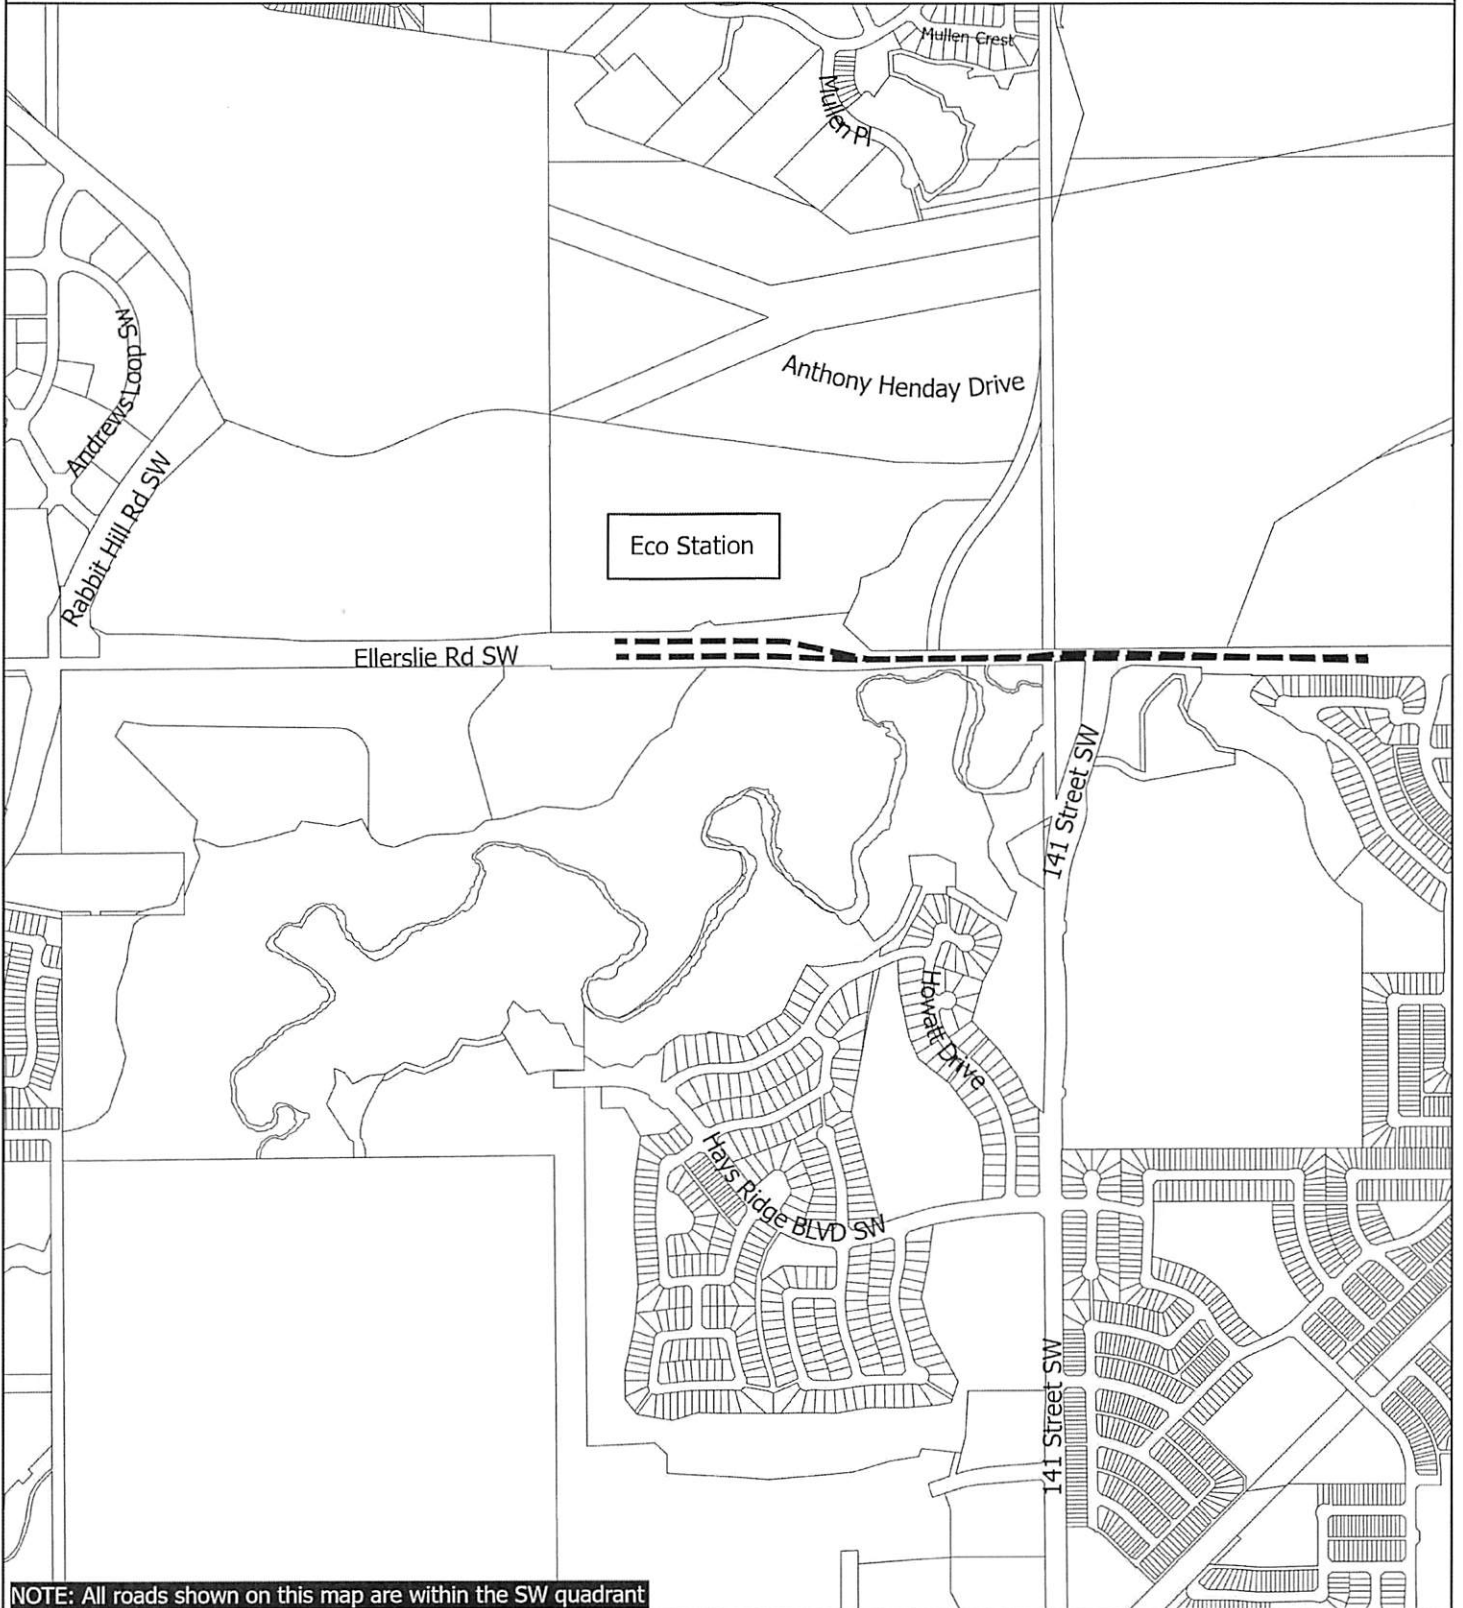 Mullen Crest
Mullen Pl
Andrews Loop SW
Anthony Henday Drive
Rabbit Hill Rd SW
Eco Station
Ellerslie Rd SW
141 Street SW
Howatt Drive
Hays Ridge BLVD SW
141 Street SW
NOTE: All roads shown on this map are within the SW quadrant